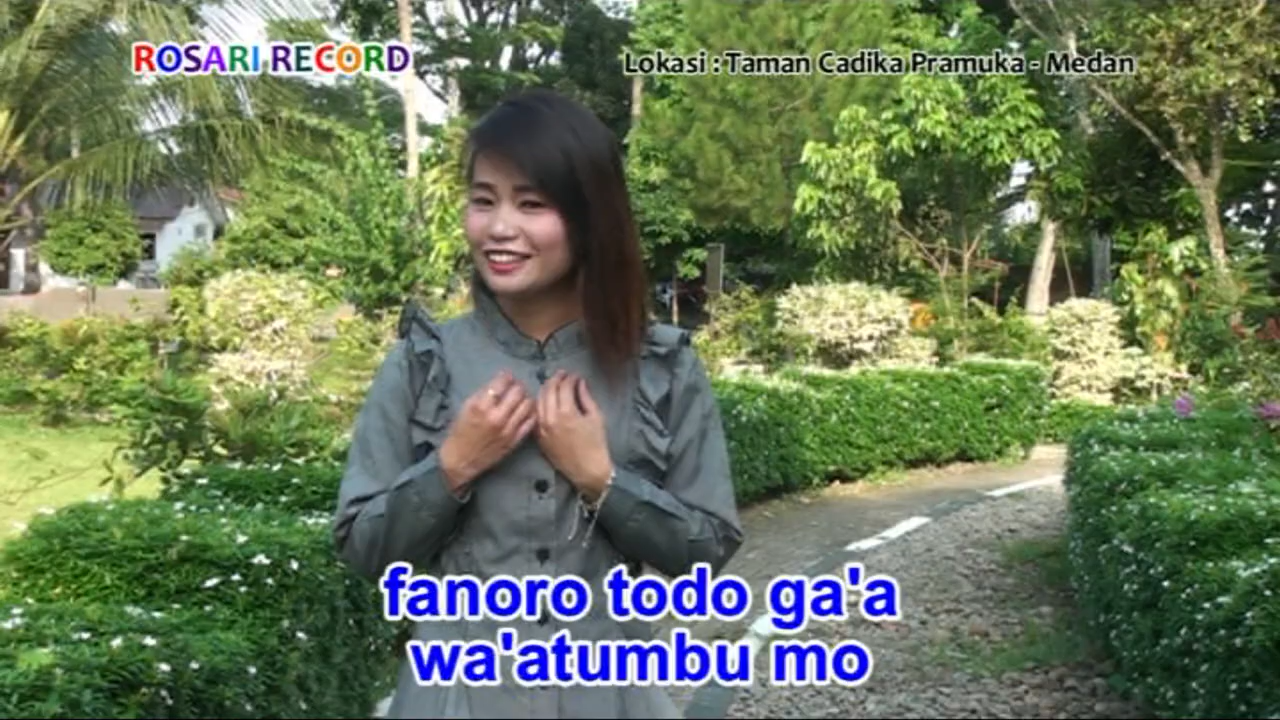 ROSARI RECORD
Lokasi : Taman Cadika Pramuka - Medan
fanoro todo ga'a
wa'atumbu mo